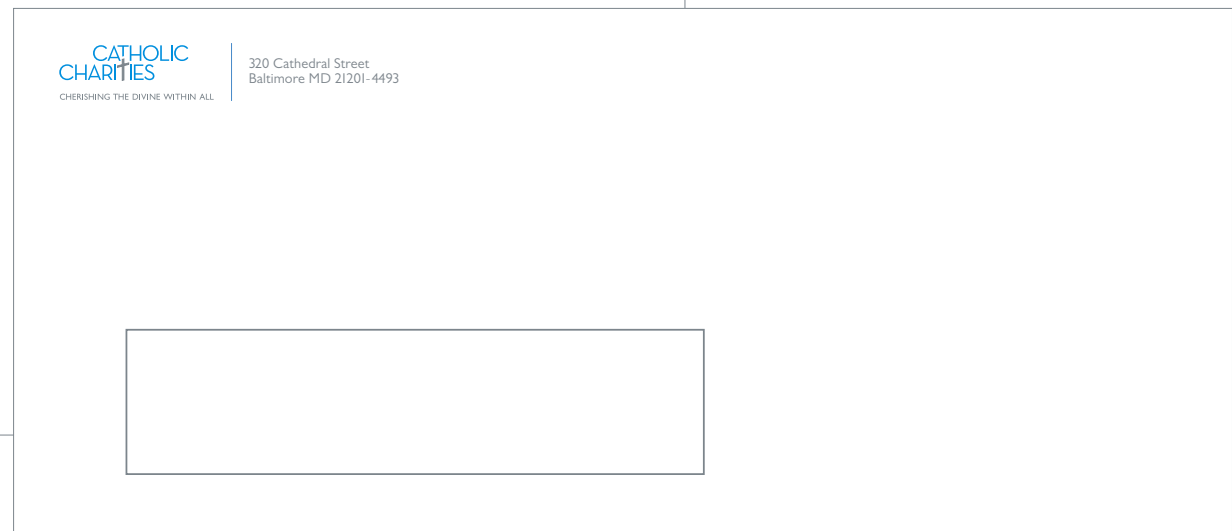 CATHOLIC
CHARITIES
CHERISHING THE DIVINE WITHIN ALL
320 Cathedral Street
Baltimore MD 21201-4493